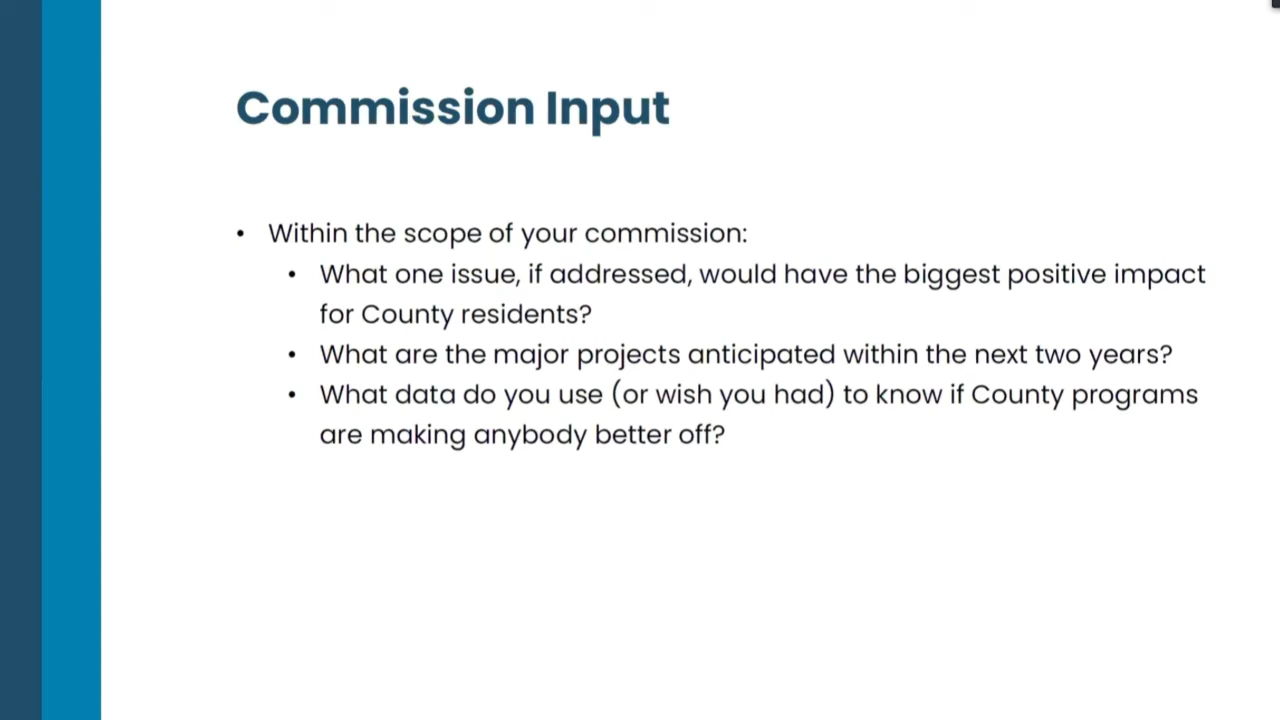 Commission Input
• Within the scope of your commission:
• What one issue, if addressed, would have the biggest positive impact
for County residents?
• What are the major projects anticipated within the next two years?
• What data do you use (or wish you had) to know if County programs
are making anybody better off?